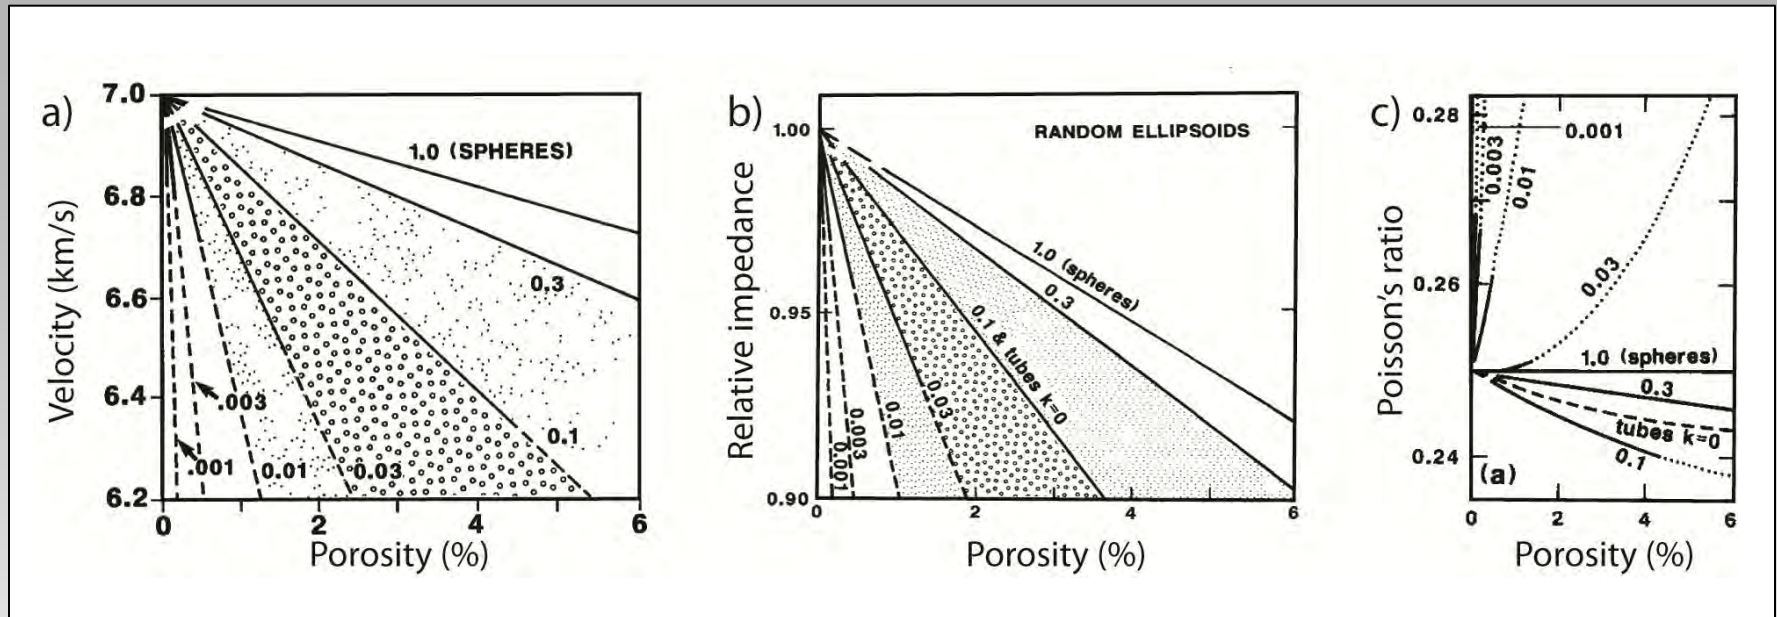 a)
7.0
6.8
6.6
6.4
6.2
Velocity (km/s)
1.0 (SPHERES)
0.3
0.1
0.03
0.01
.003
.001
0
2
4
6
Porosity (%)
b)
RANDOM ELLIPSOIDS
1.00
0.95
0.90
Relative impedance
1.0 (spheres)
0.3
0.1 & tubes k=0
0.03
0.01
0.003
0.001
0
2
4
6
Porosity (%)
c)
0.28
0.26
0.24
Poisson's ratio
0.001
0.003
0.01
0.03
1.0 (spheres)
0.3
tubes k=0
0.1
(a)
0
2
4
6
Porosity (%)